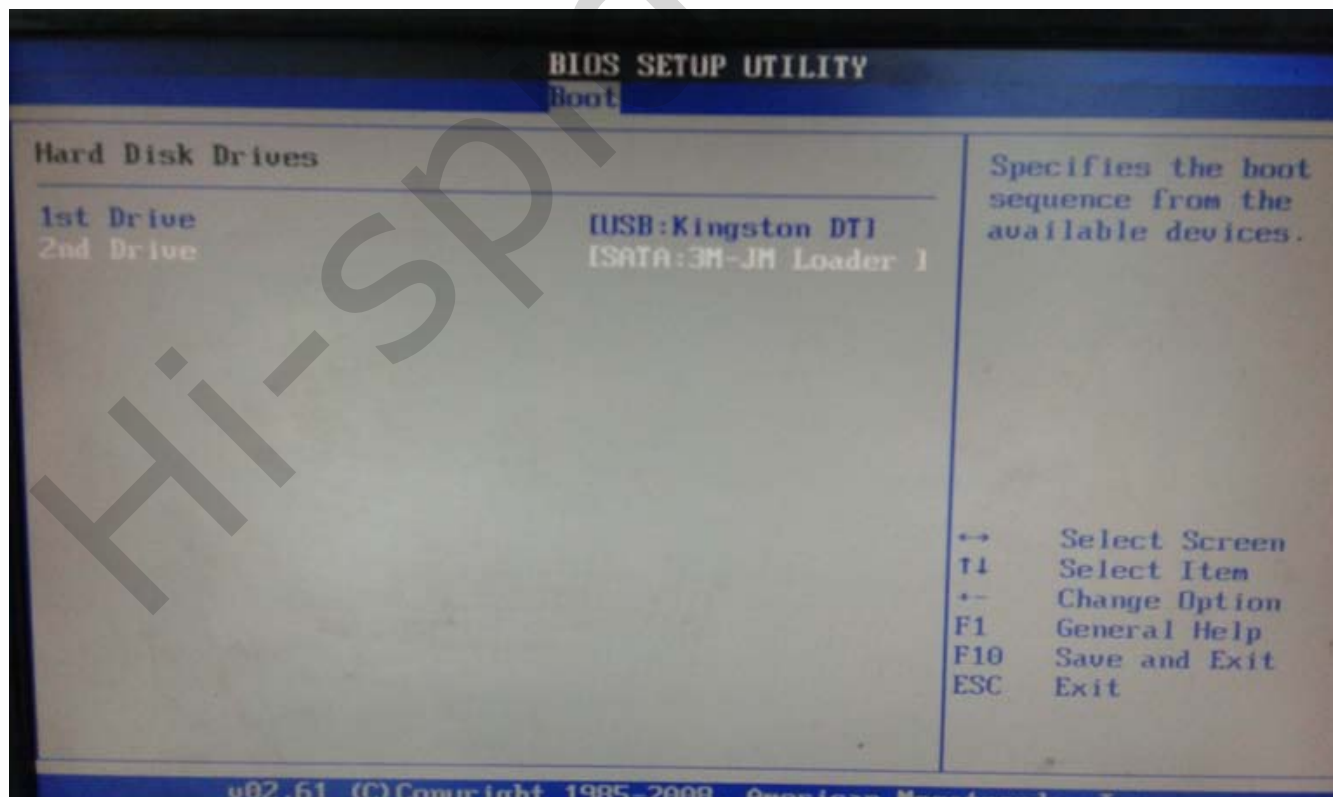 BIOS SETUP UTILITY
Boot
Hard Disk Drives
1st Drive [USB:Kingston DT]
2nd Drive [SATA:3M-JM Loader ]
Specifies the boot
sequence from the
available devices.
←→ Select Screen
↑↓ Select Item
+- Change Option
F1 General Help
F10 Save and Exit
ESC Exit
v02.61 (C)Copyright 1985-2008, American
Hi-spr